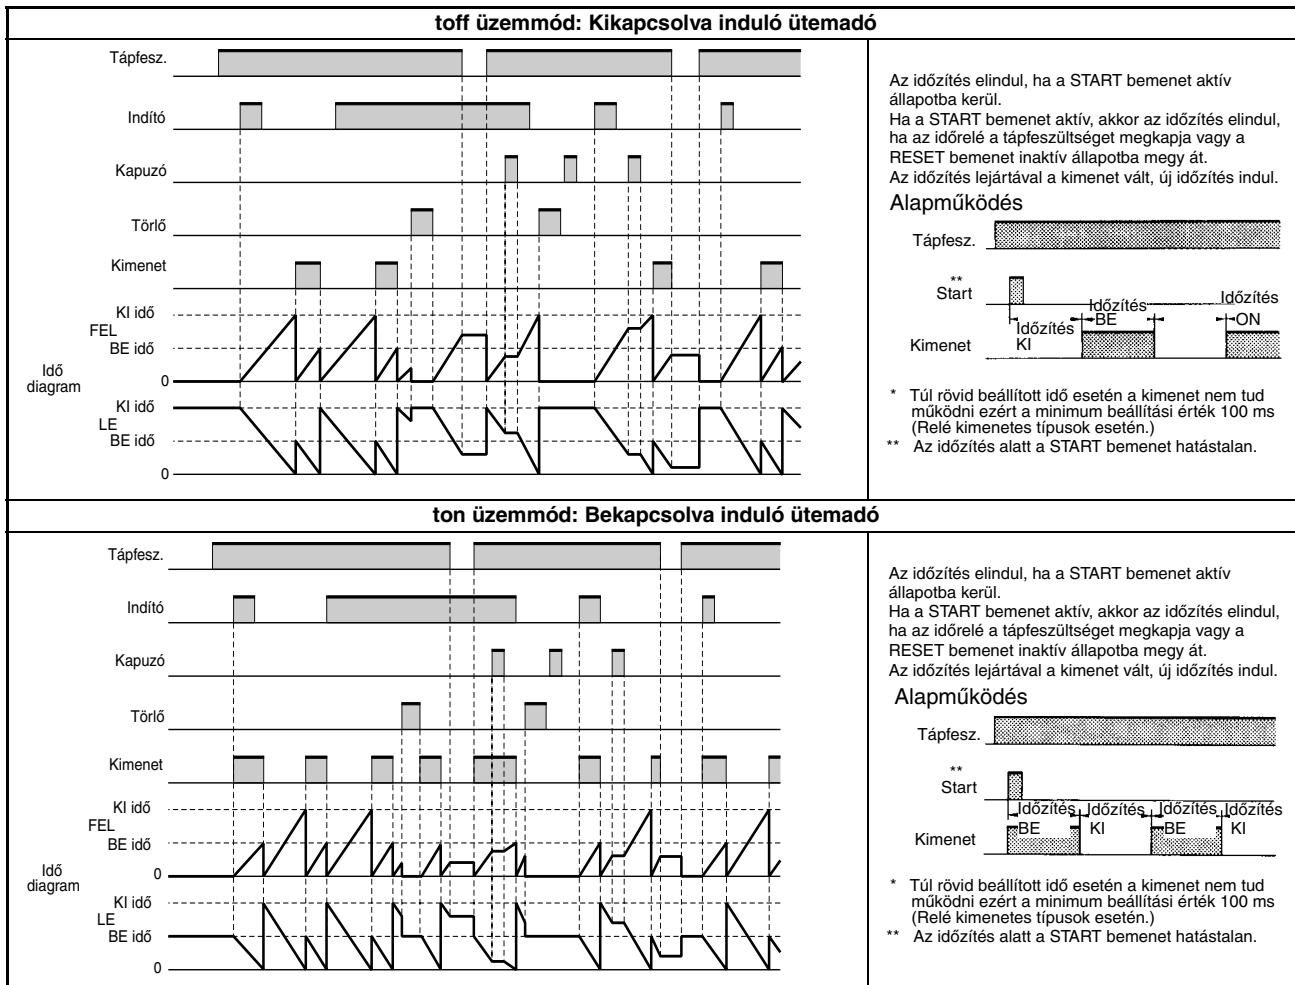 toff üzemmód: Kikapcsolva induló ütemadó
Tápfesz.
Indító
Kapuzó
Törlő
Kimenet
KI idő
FEL
BE idő
Idő
diagram
0
KI idő
LE
BE idő
0
Az időzítés elindul, ha a START bemenet aktív
állapotba kerül.
Ha a START bemenet aktív, akkor az időzítés elindul,
ha az időrelé a tápfeszültséget megkapja vagy a
RESET bemenet inaktív állapotba megy át.
Az időzítés lejártával a kimenet vált, új időzítés indul.
Alapműködés
Tápfesz.
**
Start
Időzítés
BE
Időzítés
ON
Időzítés
KI
Kimenet
* Túl rövid beállított idő esetén a kimenet nem tud
működni ezért a minimum beállítási érték 100 ms
(Relé kimenetes típusok esetén.)
** Az időzítés alatt a START bemenet hatástalan.
ton üzemmód: Bekapcsolva induló ütemadó
Tápfesz.
Indító
Kapuzó
Törlő
Kimenet
KI idő
FEL
BE idő
Idő
diagram
0
KI idő
LE
BE idő
0
Az időzítés elindul, ha a START bemenet aktív
állapotba kerül.
Ha a START bemenet aktív, akkor az időzítés elindul,
ha az időrelé a tápfeszültséget megkapja vagy a
RESET bemenet inaktív állapotba megy át.
Az időzítés lejártával a kimenet vált, új időzítés indul.
Alapműködés
Tápfesz.
**
Start
Időzítés Időzítés Időzítés Időzítés
BE KI BE KI
Kimenet
* Túl rövid beállított idő esetén a kimenet nem tud
működni ezért a minimum beállítási érték 100 ms
(Relé kimenetes típusok esetén.)
** Az időzítés alatt a START bemenet hatástalan.